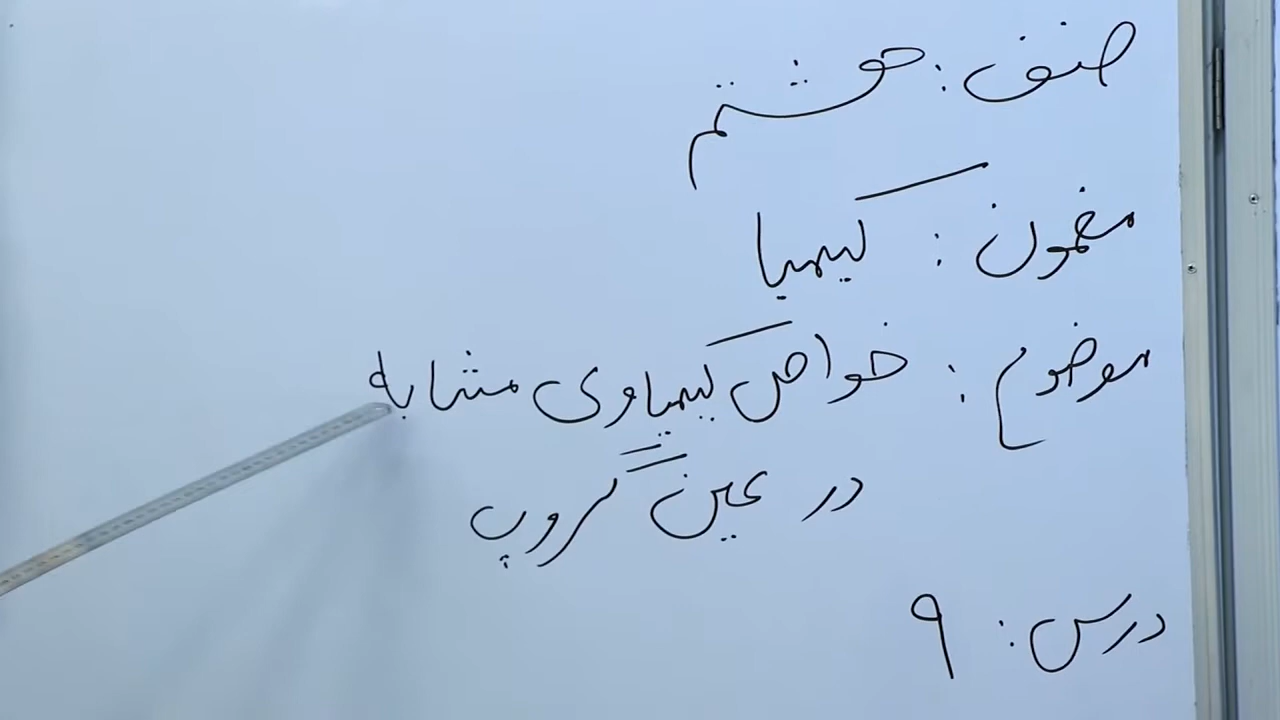 صنف: هشتم
مضمون: کیمیا
موضوع: خواص کیمیاوی مشابه
در عین گروپ
درس: ۹